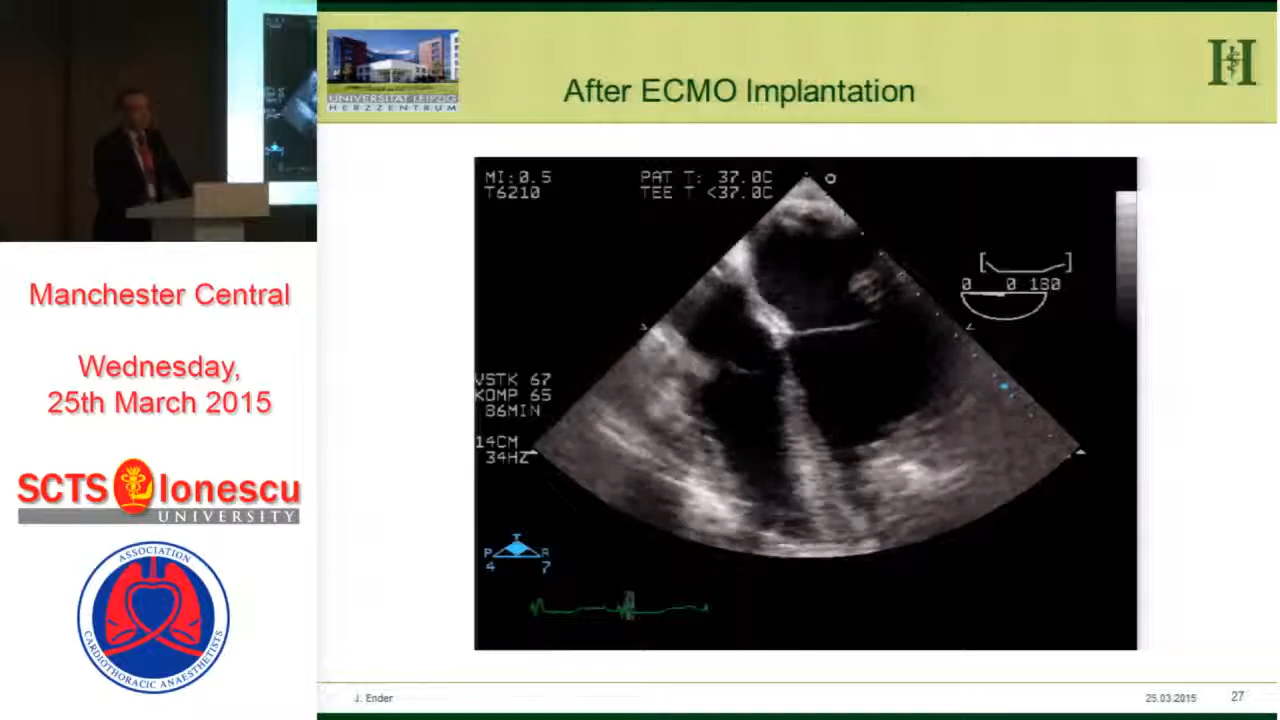 UNIVERSITÄT LEIPZIG
HERZZENTRUM
After ECMO Implantation
H
MI:0.5
T6210
PAT T: 37.0C
TEE T <37.0C
0 0 180
VSTK 67
KOMP 65
86MIN
14CM
34HZ
T
P R
4 7
Manchester Central
Wednesday,
25th March 2015
SCTS Ionescu
UNIVERSITY
ASSOCIATION
CARDIOTHORACIC ANAESTHETISTS
J. Ender
25.03.2015
27